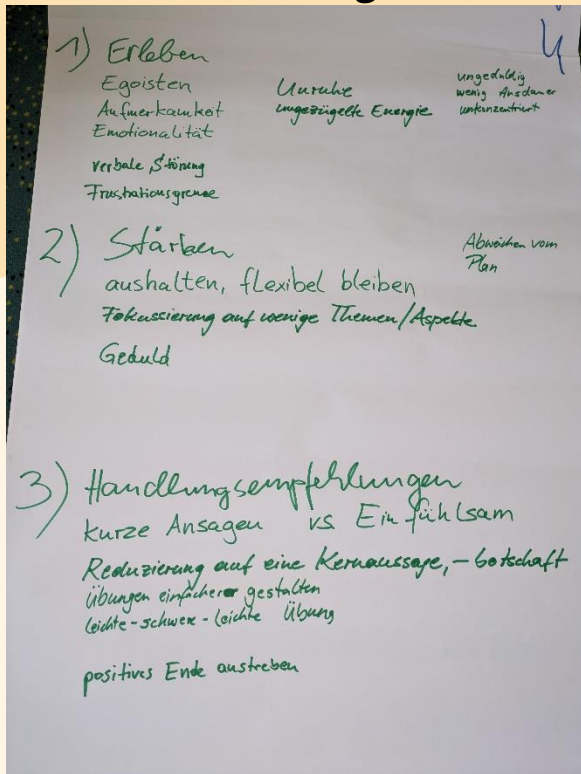 4
1) Erleben
Egoisten
Aufmerksamkeit
Emotionalität
verbale Störung
Frustrationsgrenze
Unruhe
ungezügelte Energie
ungeduldig
wenig Ausdauer
unkonzentriert
2) Stärken
aushalten, flexibel bleiben
Fokussierung auf wenige Themen/Aspekte
Geduld
Abweichen vom
Plan
3) Handlungsempfehlungen
kurze Ansagen vs Einfühlsam
Reduzierung auf eine Kernaussage, -botschaft
Übungen einfacher gestalten
leichte-schwer-leichte Übung
positives Ende anstreben